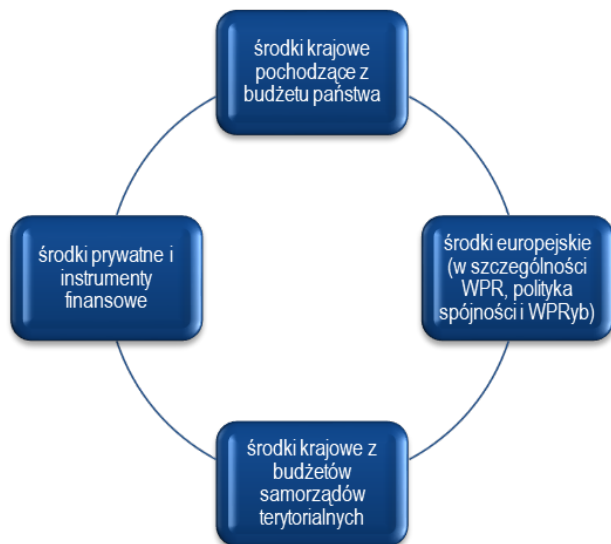 środki krajowe
pochodzące z
budżetu państwa
środki europejskie
(w szczególności
WPR, polityka
spójności i WPRyb)
środki krajowe z
budżetów
samorządów
terytorialnych
środki prywatne i
instrumenty
finansowe